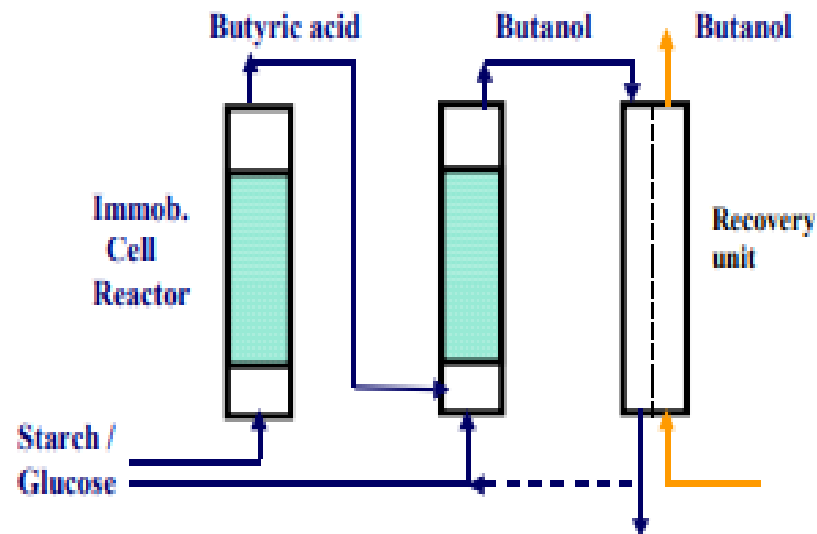 Butyric acid
Butanol
Butanol
Immob.
Cell
Reactor
Recovery
unit
Starch /
Glucose